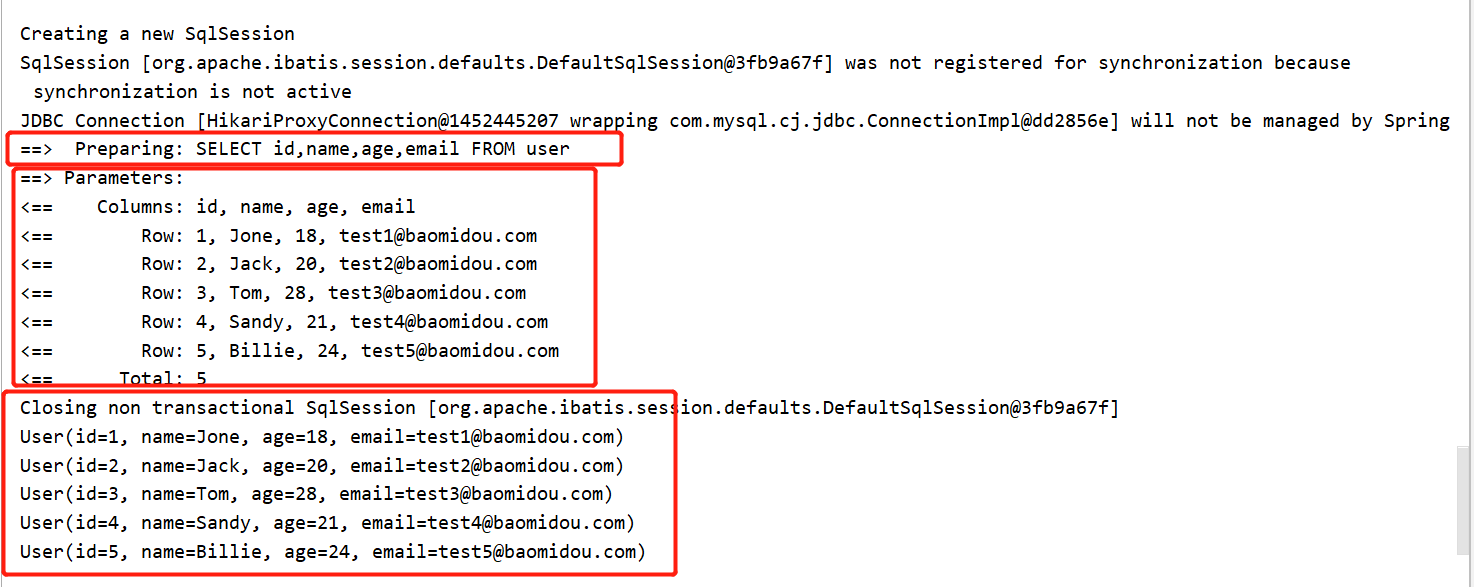 Creating a new SqlSession
SqlSession [org.apache.ibatis.session.defaults.DefaultSqlSession@3fb9a67f] was not registered for synchronization because
synchronization is not active
JDBC Connection [HikariProxyConnection@1452445207 wrapping com.mysql.cj.jdbc.ConnectionImpl@dd2856e] will not be managed by Spring
==>  Preparing: SELECT id,name,age,email FROM user
==> Parameters:
<==    Columns: id, name, age, email
<==        Row: 1, Jone, 18, test1@baomidou.com
<==        Row: 2, Jack, 20, test2@baomidou.com
<==        Row: 3, Tom, 28, test3@baomidou.com
<==        Row: 4, Sandy, 21, test4@baomidou.com
<==        Row: 5, Billie, 24, test5@baomidou.com
<==      Total: 5
Closing non transactional SqlSession [org.apache.ibatis.session.defaults.DefaultSqlSession@3fb9a67f]
User(id=1, name=Jone, age=18, email=test1@baomidou.com)
User(id=2, name=Jack, age=20, email=test2@baomidou.com)
User(id=3, name=Tom, age=28, email=test3@baomidou.com)
User(id=4, name=Sandy, age=21, email=test4@baomidou.com)
User(id=5, name=Billie, age=24, email=test5@baomidou.com)